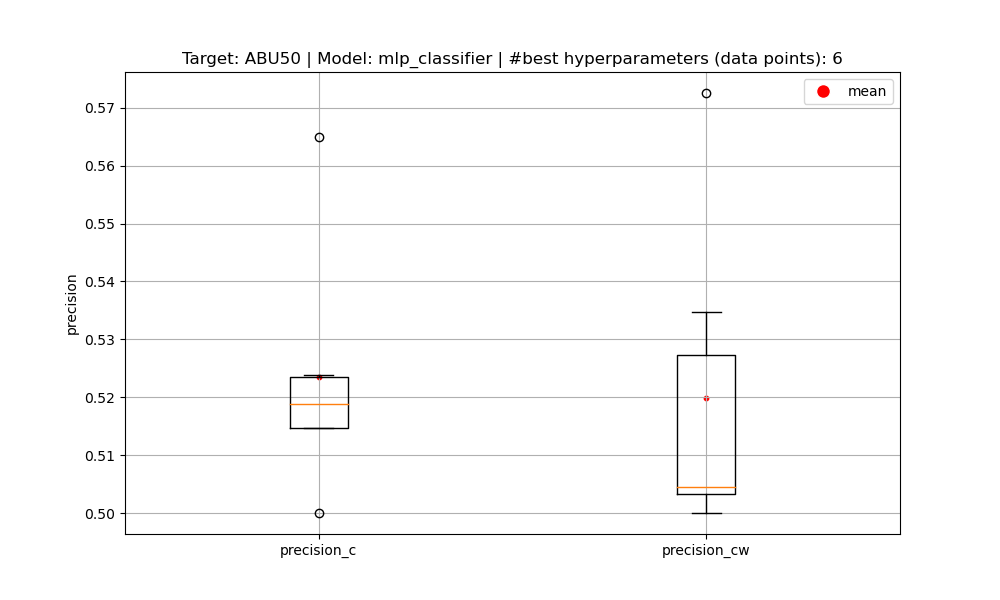 Target: ABU50 | Model: mlp_classifier | #best hyperparameters (data points): 6
mean
0.57
0.56
0.55
0.54
0.53
0.52
0.51
0.50
precision
precision_c
precision_cw